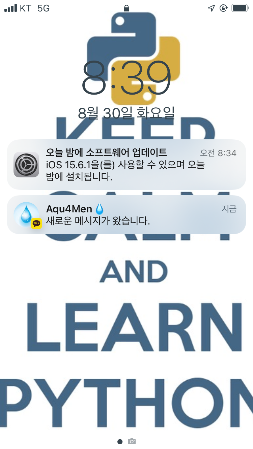 KT 5G
8:39
8월 30일 화요일
KEEP
오늘 밤에 소프트웨어 업데이트 오전 8:34
iOS 15.6.1을(를) 사용할 수 있으며 오늘
밤에 설치됩니다.
Aqu4Men 지금
새로운 메시지가 왔습니다.
CALM
AND
LEARN
PYTHON